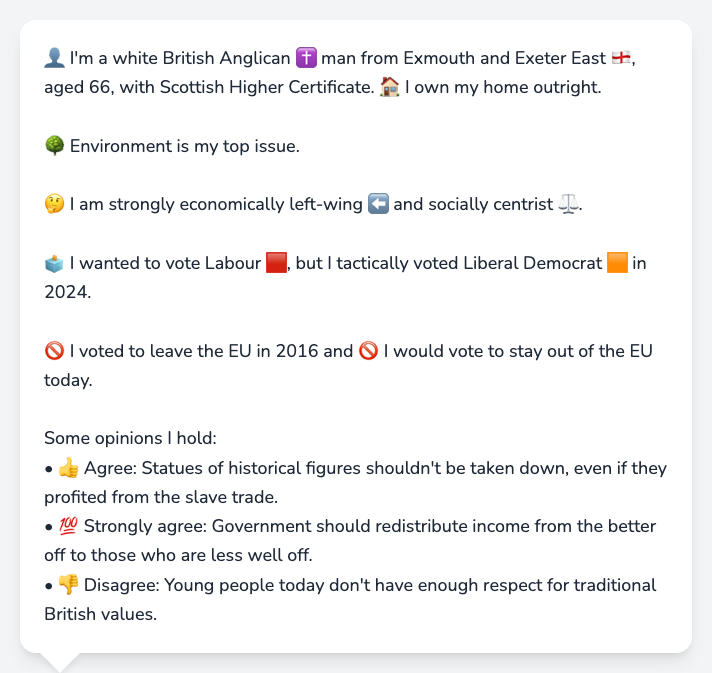 👤 I'm a white British Anglican ✝️ man from Exmouth and Exeter East 🏴󠁧󠁢󠁥󠁮󠁧󠁿,
aged 66, with Scottish Higher Certificate. 🏠 I own my home outright.
🌳 Environment is my top issue.
🤔 I am strongly economically left-wing ⬅️ and socially centrist ⚖️.
🗳️ I wanted to vote Labour 🟥, but I tactically voted Liberal Democrat 🟧 in
2024.
🚫 I voted to leave the EU in 2016 and 🚫 I would vote to stay out of the EU
today.
Some opinions I hold:
• 👍 Agree: Statues of historical figures shouldn't be taken down, even if they
profited from the slave trade.
• 💯 Strongly agree: Government should redistribute income from the better
off to those who are less well off.
• 👎 Disagree: Young people today don't have enough respect for traditional
British values.